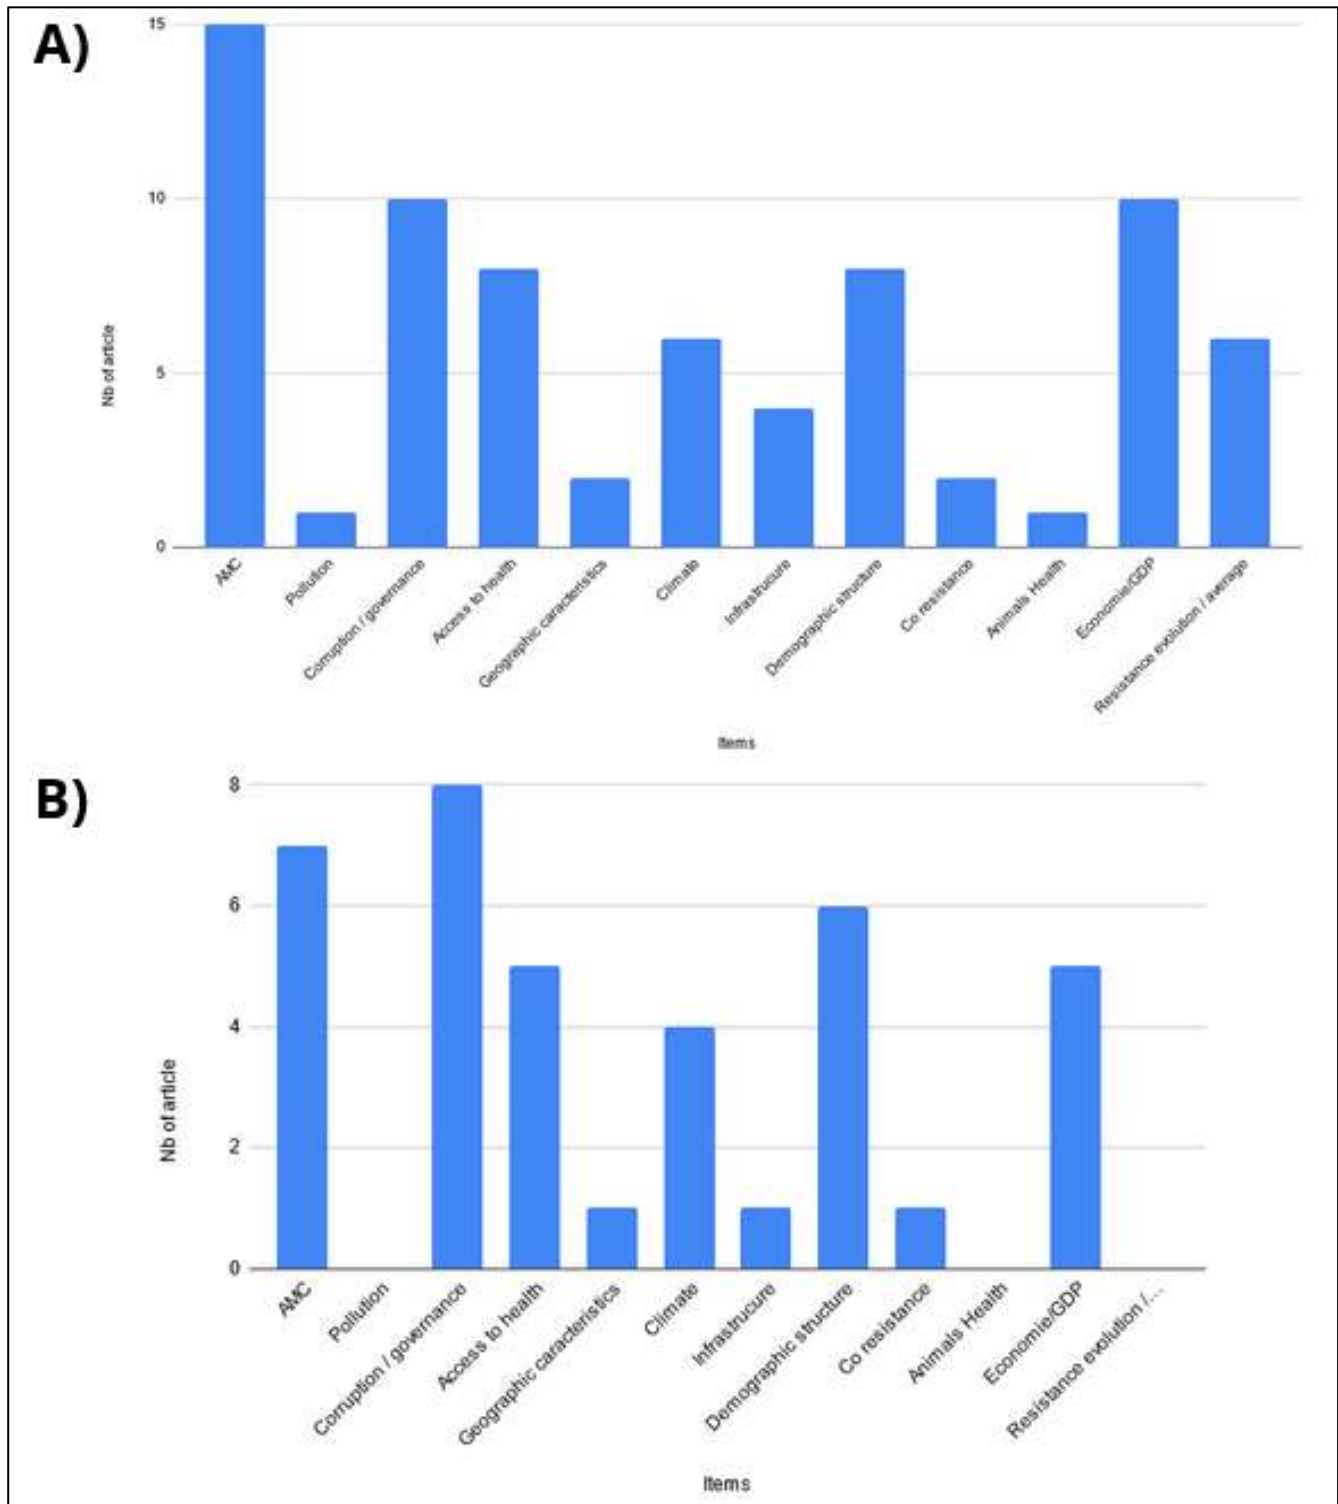 A)
15
10
5
0
Nb of article
AMC
Pollution
Corruption / governance
Access to health
Geographic caracteristics
Climate
Infrastrucure
Demographic structure
Co resistance
Animals Health
Economie/GDP
Resistance evolution / average
Items
B)
8
6
4
2
0
Nb of article
AMC
Pollution
Corruption / governance
Access to health
Geographic caracteristics
Climate
Infrastrucure
Demographic structure
Co resistance
Animals Health
Economie/GDP
Resistance evolution /…
Items